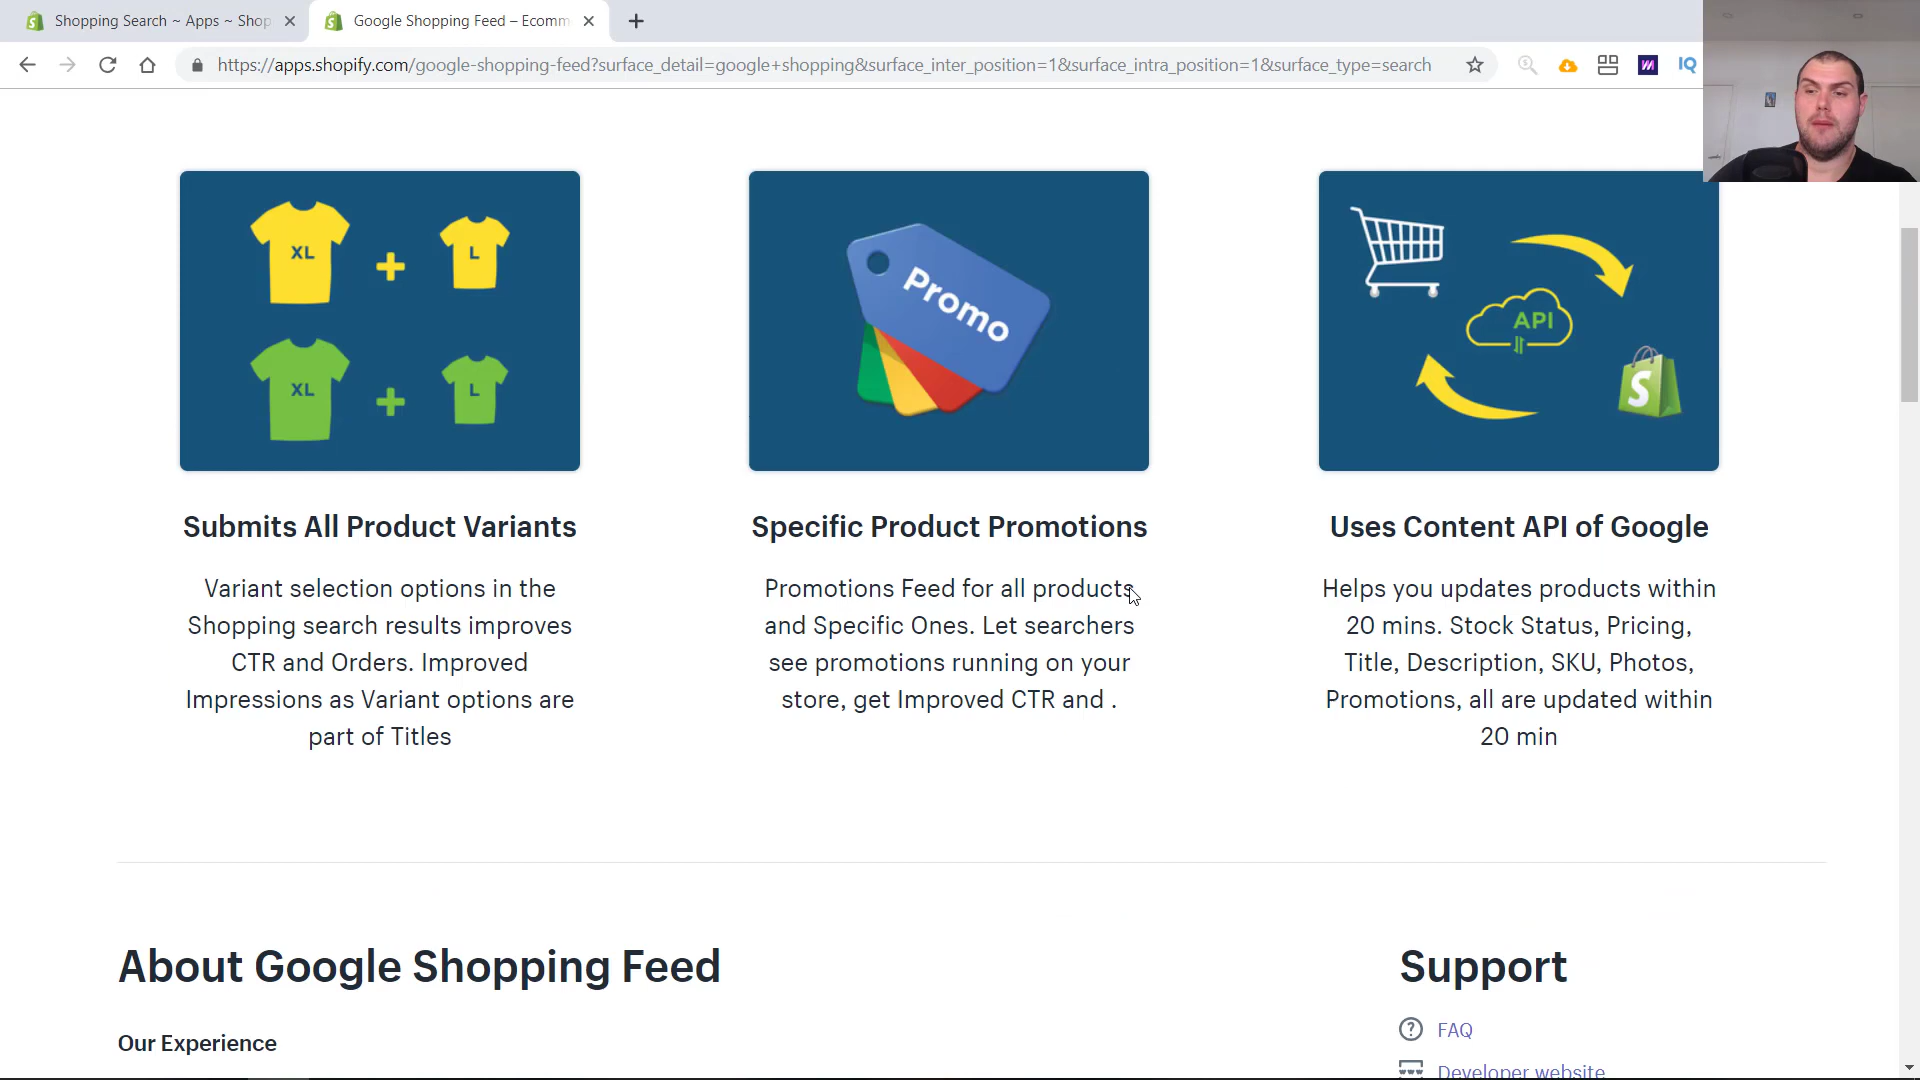 Shopping Search ~ Apps ~ Shop
Google Shopping Feed – Ecomm
https://apps.shopify.com/google-shopping-feed?surface_detail=google+shopping&surface_inter_position=1&surface_intra_position=1&surface_type=search
IQ
XL
L
XL
L
Promo
API
S
Submits All Product Variants
Variant selection options in the
Shopping search results improves
CTR and Orders. Improved
Impressions as Variant options are
part of Titles
Specific Product Promotions
Promotions Feed for all products
and Specific Ones. Let searchers
see promotions running on your
store, get Improved CTR and .
Uses Content API of Google
Helps you updates products within
20 mins. Stock Status, Pricing,
Title, Description, SKU, Photos,
Promotions, all are updated within
20 min
About Google Shopping Feed
Our Experience
Support
FAQ
Developer website